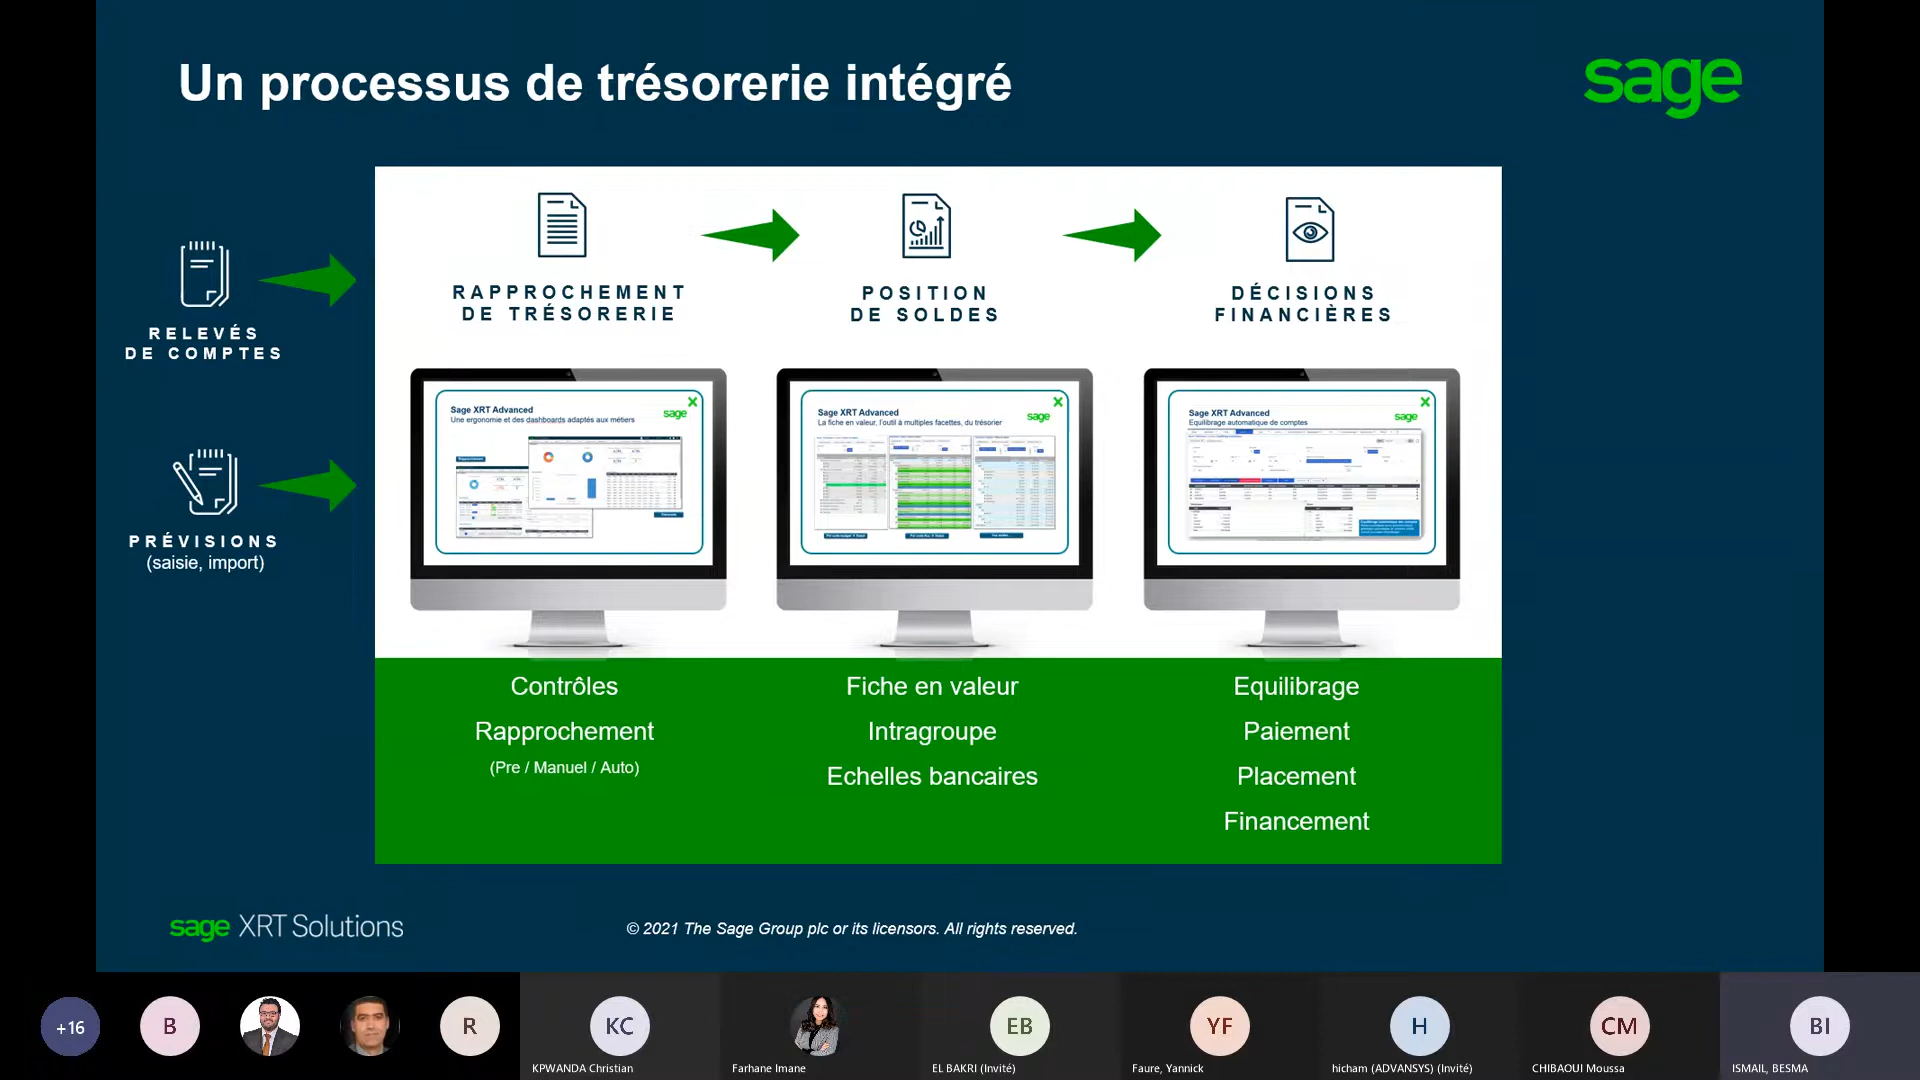 Un processus de trésorerie intégré
sage
RELEVÉS
DE COMPTES
PRÉVISIONS
(saisie, import)
RAPPROCHEMENT
DE TRÉSORERIE
POSITION
DE SOLDES
DÉCISIONS
FINANCIÈRES
Sage XRT Advanced
Une ergonomie et des dashboards adaptés aux métiers
sage
Sage XRT Advanced
La fiche en valeur, l'outil à multiples facettes, du trésorier
sage
Sage XRT Advanced
Equilibrage automatique de comptes
sage
Contrôles
Rapprochement
(Pre / Manuel / Auto)
Fiche en valeur
Intragroupe
Echelles bancaires
Equilibrage
Paiement
Placement
Financement
sage XRT Solutions
© 2021 The Sage Group plc or its licensors. All rights reserved.
+16
B
R
KC
KPWANDA Christian
Farhane Imane
EB
EL BAKRI (Invité)
YF
Faure, Yannick
H
hicham (ADVANSYS) (Invité)
CM
CHIBAOUI Moussa
BI
ISMAIL, BESMA